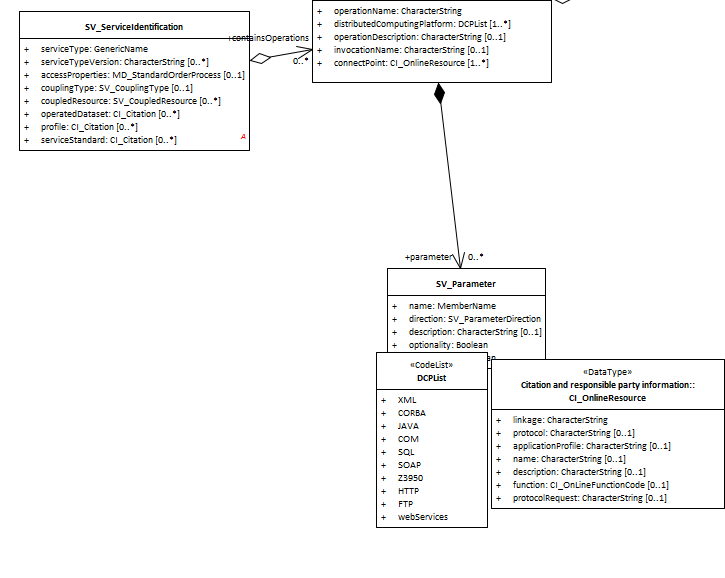 SV_ServiceIdentification
+ serviceType: GenericName
+ serviceTypeVersion: CharacterString [0..*]
+ accessProperties: MD_StandardOrderProcess [0..1]
+ couplingType: SV_CouplingType [0..1]
+ coupledResource: SV_CoupledResource [0..*]
+ operatedDataset: CI_Citation [0..*]
+ profile: CI_Citation [0..*]
+ serviceStandard: CI_Citation [0..*]
A
+containsOperations
0..*
+ operationName: CharacterString
+ distributedComputingPlatform: DCPList [1..*]
+ operationDescription: CharacterString [0..1]
+ invocationName: CharacterString [0..1]
+ connectPoint: CI_OnlineResource [1..*]
+parameter
0..*
SV_Parameter
+ name: MemberName
+ direction: SV_ParameterDirection
+ description: CharacterString [0..1]
+ optionality: Boolean
«CodeList»
DCPList
+ XML
+ CORBA
+ JAVA
+ COM
+ SQL
+ SOAP
+ Z3950
+ HTTP
+ FTP
+ webServices
«DataType»
Citation and responsible party information::
CI_OnlineResource
+ linkage: CharacterString
+ protocol: CharacterString [0..1]
+ applicationProfile: CharacterString [0..1]
+ name: CharacterString [0..1]
+ description: CharacterString [0..1]
+ function: CI_OnLineFunctionCode [0..1]
+ protocolRequest: CharacterString [0..1]